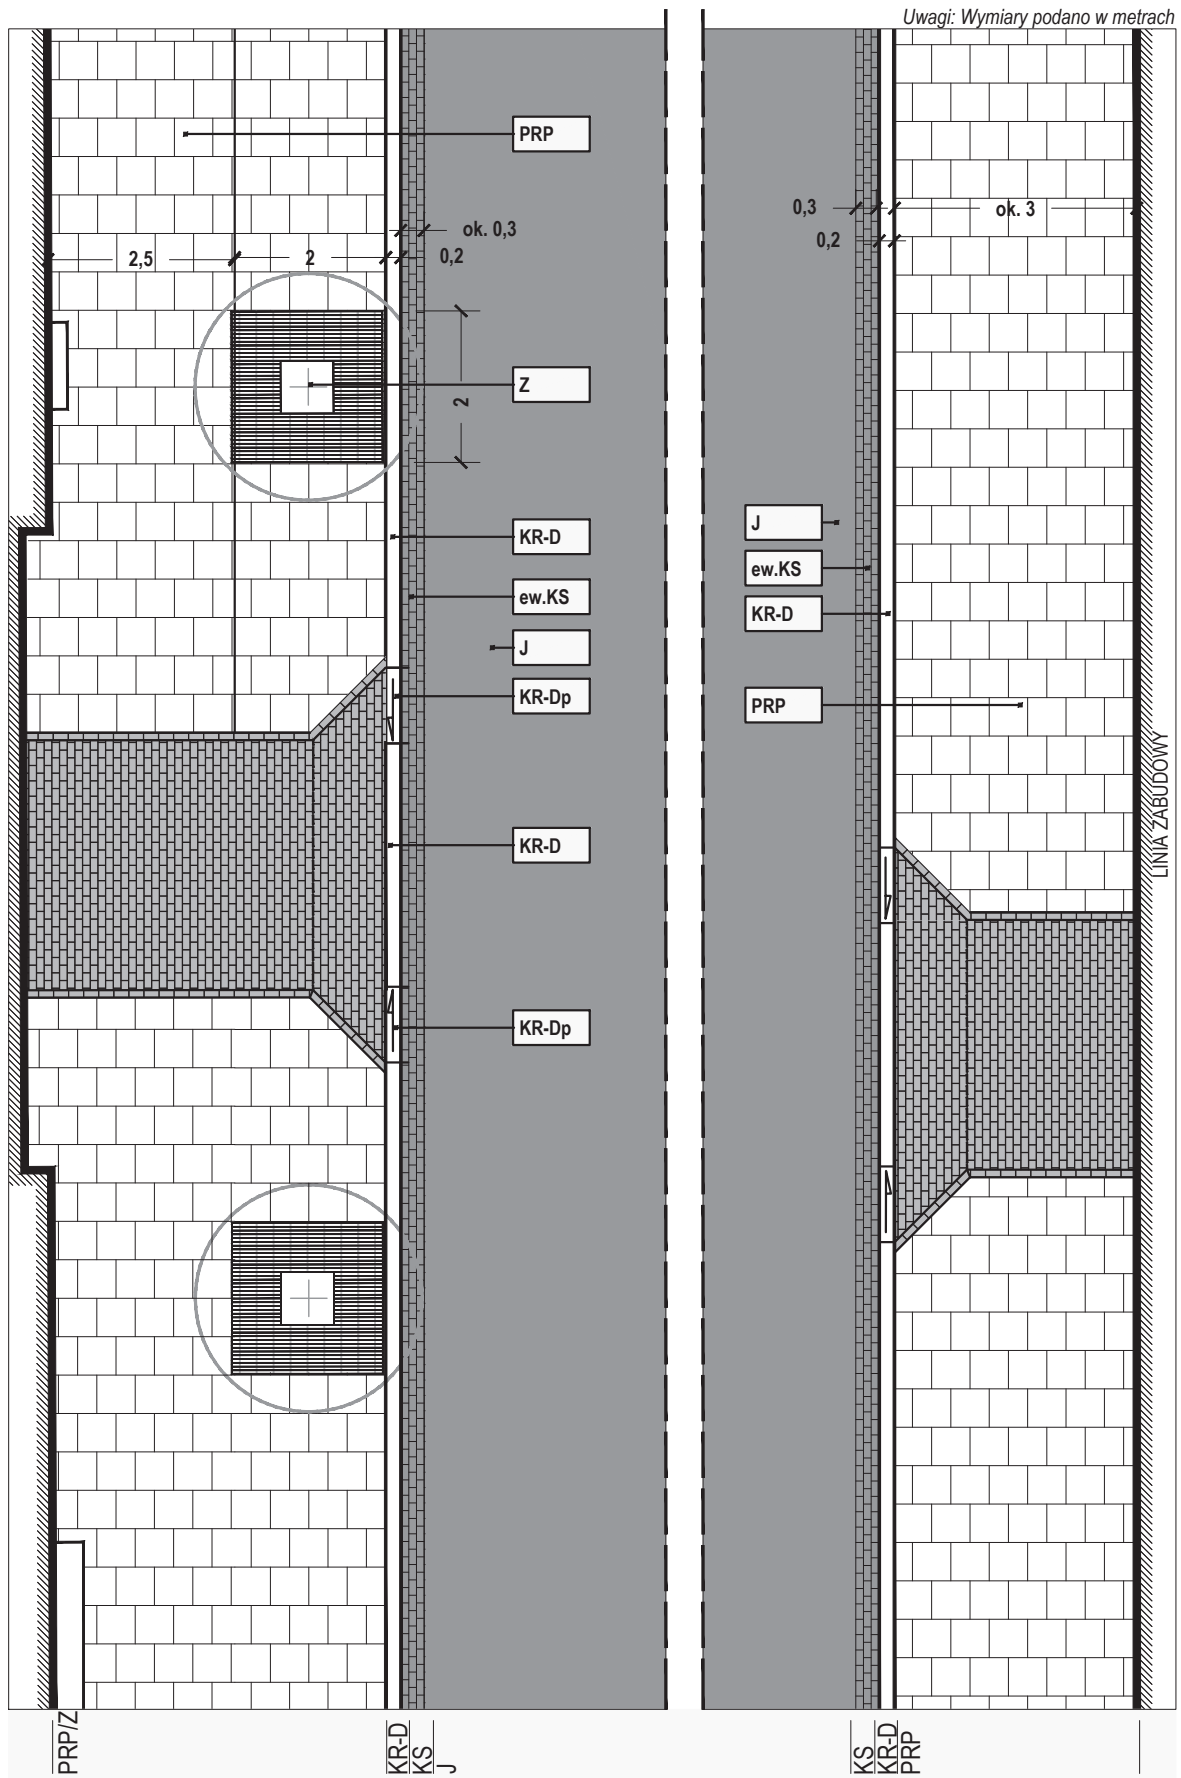 Uwagi: Wymiary podano w metrach
PRP
0,3
ok. 3
ok. 0,3
0,2
2,5
2
0,2
Z
2
KR-D
J
ew.KS
ew.KS
KR-D
J
KR-Dp
PRP
LINIA ZABUDOWY
KR-D
KR-Dp
PRP/Z
KR-D
KS
J
KS
KR-D
PRP